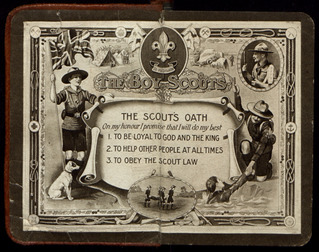 THE BOY SCOUTS
THE SCOUTS OATH
On my honour I promise that I will do my best
1. TO BE LOYAL TO GOD AND THE KING
2. TO HELP OTHER PEOPLE AT ALL TIMES
3. TO OBEY THE SCOUT LAW